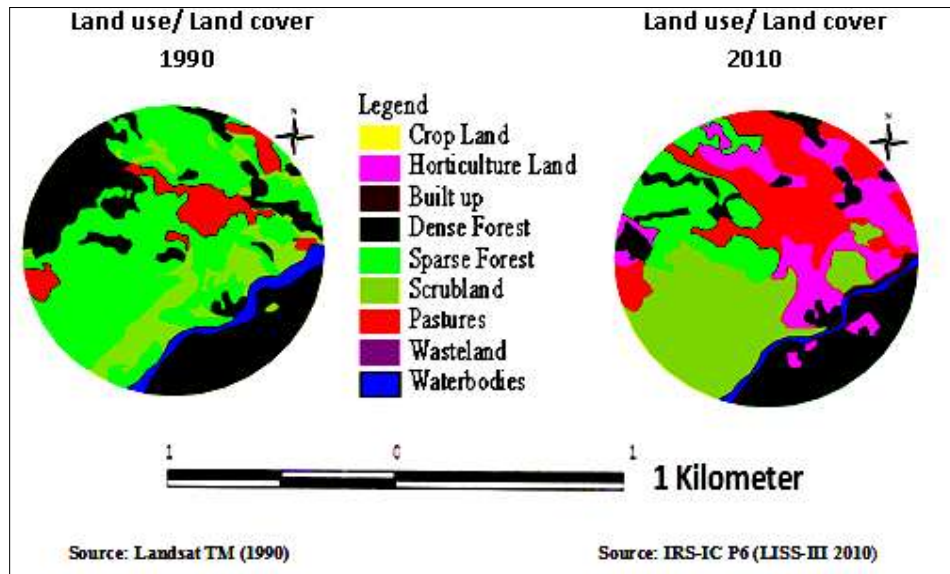 Land use/ Land cover
1990
Land use/ Land cover
2010
Legend
Crop Land
Horticulture Land
Built up
Dense Forest
Sparse Forest
Scrubland
Pastures
Wasteland
Waterbodies
N
N
1 0 1
1 Kilometer
Source: Landsat TM (1990)
Source: IRS-IC P6 (LISS-III 2010)